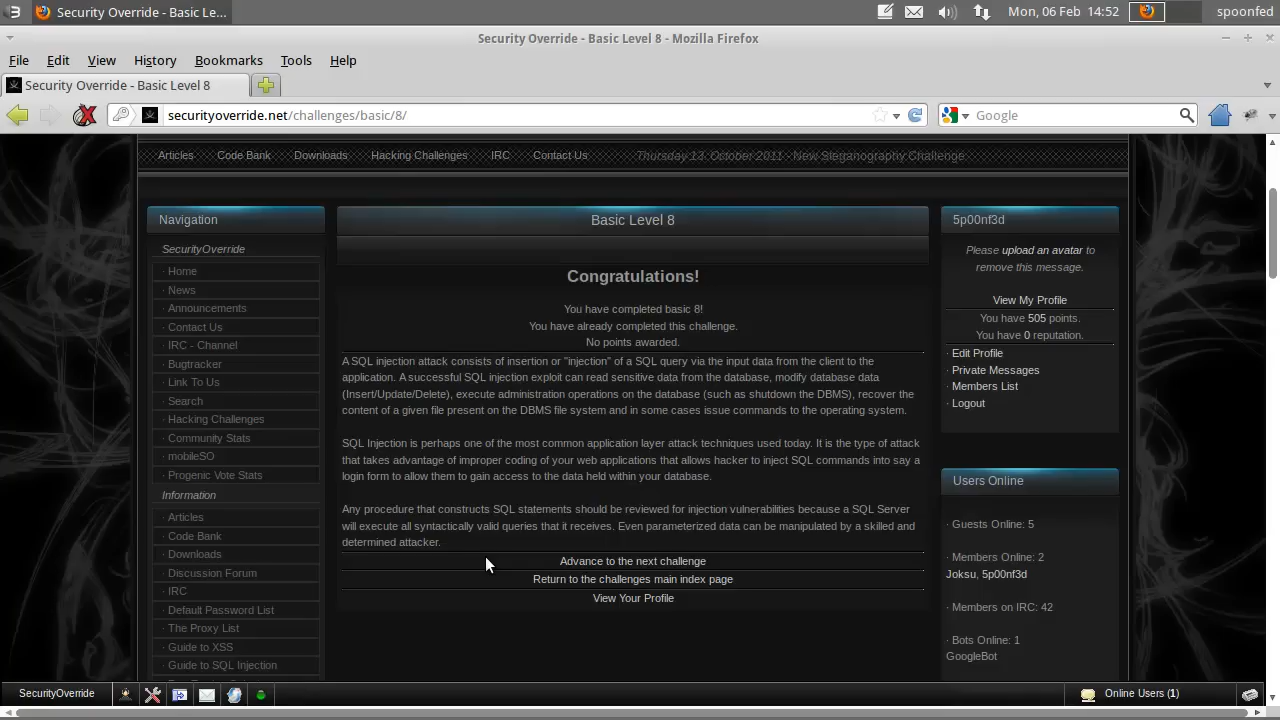 Security Override - Basic Le...
Mon, 06 Feb 14:52
spoonfed
Security Override - Basic Level 8 - Mozilla Firefox
File Edit View History Bookmarks Tools Help
Security Override - Basic Level 8
securityoverride.net/challenges/basic/8/
Google
Articles Code Bank Downloads Hacking Challenges IRC Contact Us Thursday 13. October 2011 - New Steganography Challenge
Navigation
SecurityOverride
· Home
· News
· Announcements
· Contact Us
· IRC - Channel
· Bugtracker
· Link To Us
· Search
· Hacking Challenges
· Community Stats
· mobileSO
· Progenic Vote Stats
Information
· Articles
· Code Bank
· Downloads
· Discussion Forum
· IRC
· Default Password List
· The Proxy List
· Guide to XSS
· Guide to SQL Injection
Basic Level 8
Congratulations!
You have completed basic 8!
You have already completed this challenge.
No points awarded.
A SQL injection attack consists of insertion or "injection" of a SQL query via the input data from the client to the
application. A successful SQL injection exploit can read sensitive data from the database, modify database data
(Insert/Update/Delete), execute administration operations on the database (such as shutdown the DBMS), recover the
content of a given file present on the DBMS file system and in some cases issue commands to the operating system.
SQL Injection is perhaps one of the most common application layer attack techniques used today. It is the type of attack
that takes advantage of improper coding of your web applications that allows hacker to inject SQL commands into say a
login form to allow them to gain access to the data held within your database.
Any procedure that constructs SQL statements should be reviewed for injection vulnerabilities because a SQL Server
will execute all syntactically valid queries that it receives. Even parameterized data can be manipulated by a skilled and
determined attacker.
Advance to the next challenge
Return to the challenges main index page
View Your Profile
5p00nf3d
Please upload an avatar to
remove this message.
View My Profile
You have 505 points.
You have 0 reputation.
· Edit Profile
· Private Messages
· Members List
· Logout
Users Online
· Guests Online: 5
· Members Online: 2
Joksu, 5p00nf3d
· Members on IRC: 42
· Bots Online: 1
GoogleBot
SecurityOverride
Online Users (1)